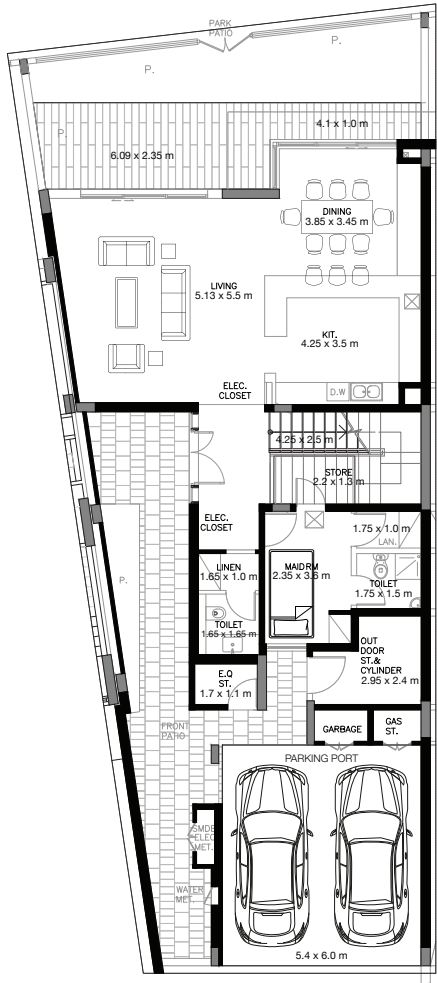 PARK
PATIO
P.
P.
P.
4.1 x 1.0 m
6.09 x 2.35 m
DINING
3.85 x 3.45 m
LIVING
5.13 x 5.5 m
KIT.
4.25 x 3.5 m
ELEC.
CLOSET
D.W
4.25 x 2.5 m
STORE
2.2 x 1.3 m
ELEC.
CLOSET
1.75 x 1.0 m
LAN.
LINEN
1.65 x 1.0 m
MAID RM
2.35 x 3.6 m
P.
TOILET
1.75 x 1.5 m
TOILET
1.65 x 1.65 m
OUT
DOOR
ST.&
CYLINDER
2.95 x 2.4 m
E.Q
ST.
1.7 x 1.1 m
FRONT
PATIO
GARBAGE
GAS
ST.
PARKING PORT
SMDB
ELEC
MET.
WATER
MET.
5.4 x 6.0 m